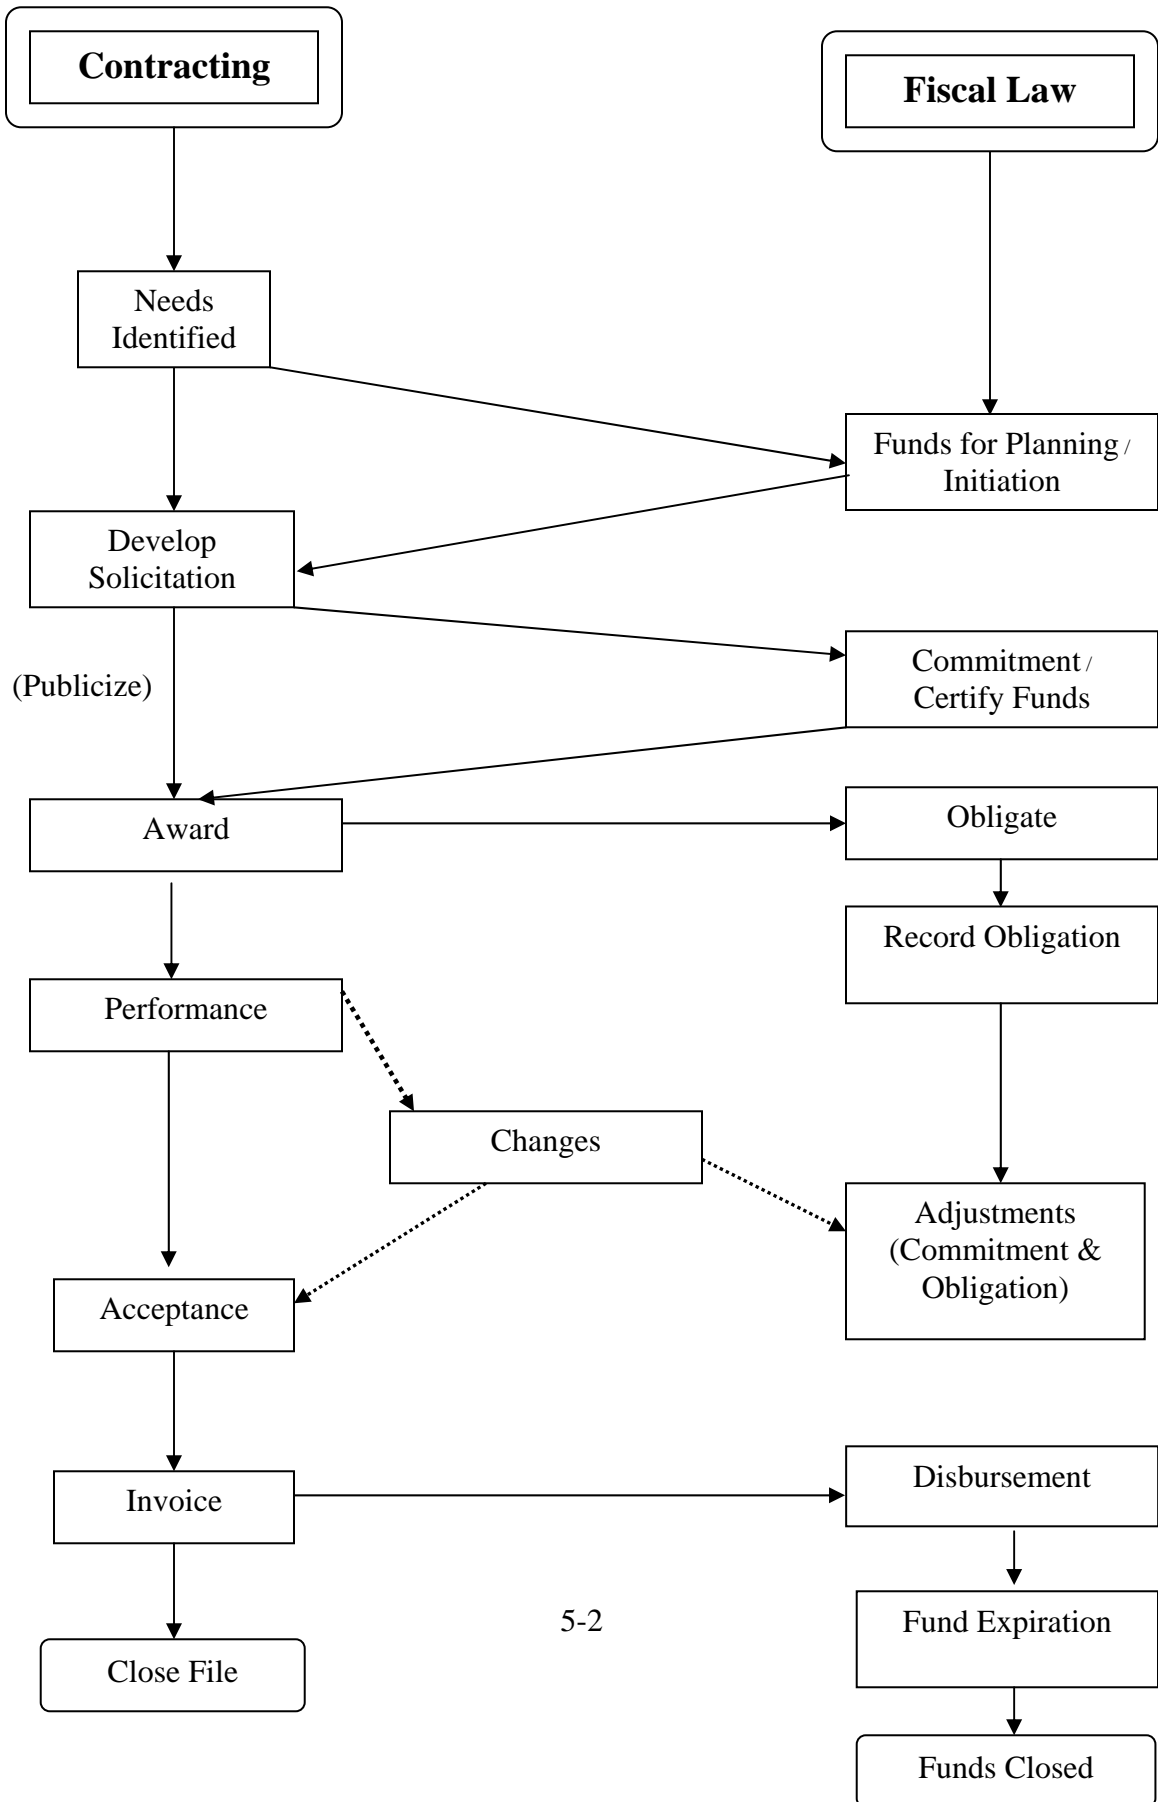 Contracting
Fiscal Law
Needs
Identified
Funds for Planning /
Initiation
Develop
Solicitation
Commitment /
Certify Funds
(Publicize)
Award
Obligate
Record Obligation
Performance
Changes
Adjustments
(Commitment &
Obligation)
Acceptance
Invoice
Disbursement
5-2
Fund Expiration
Close File
Funds Closed